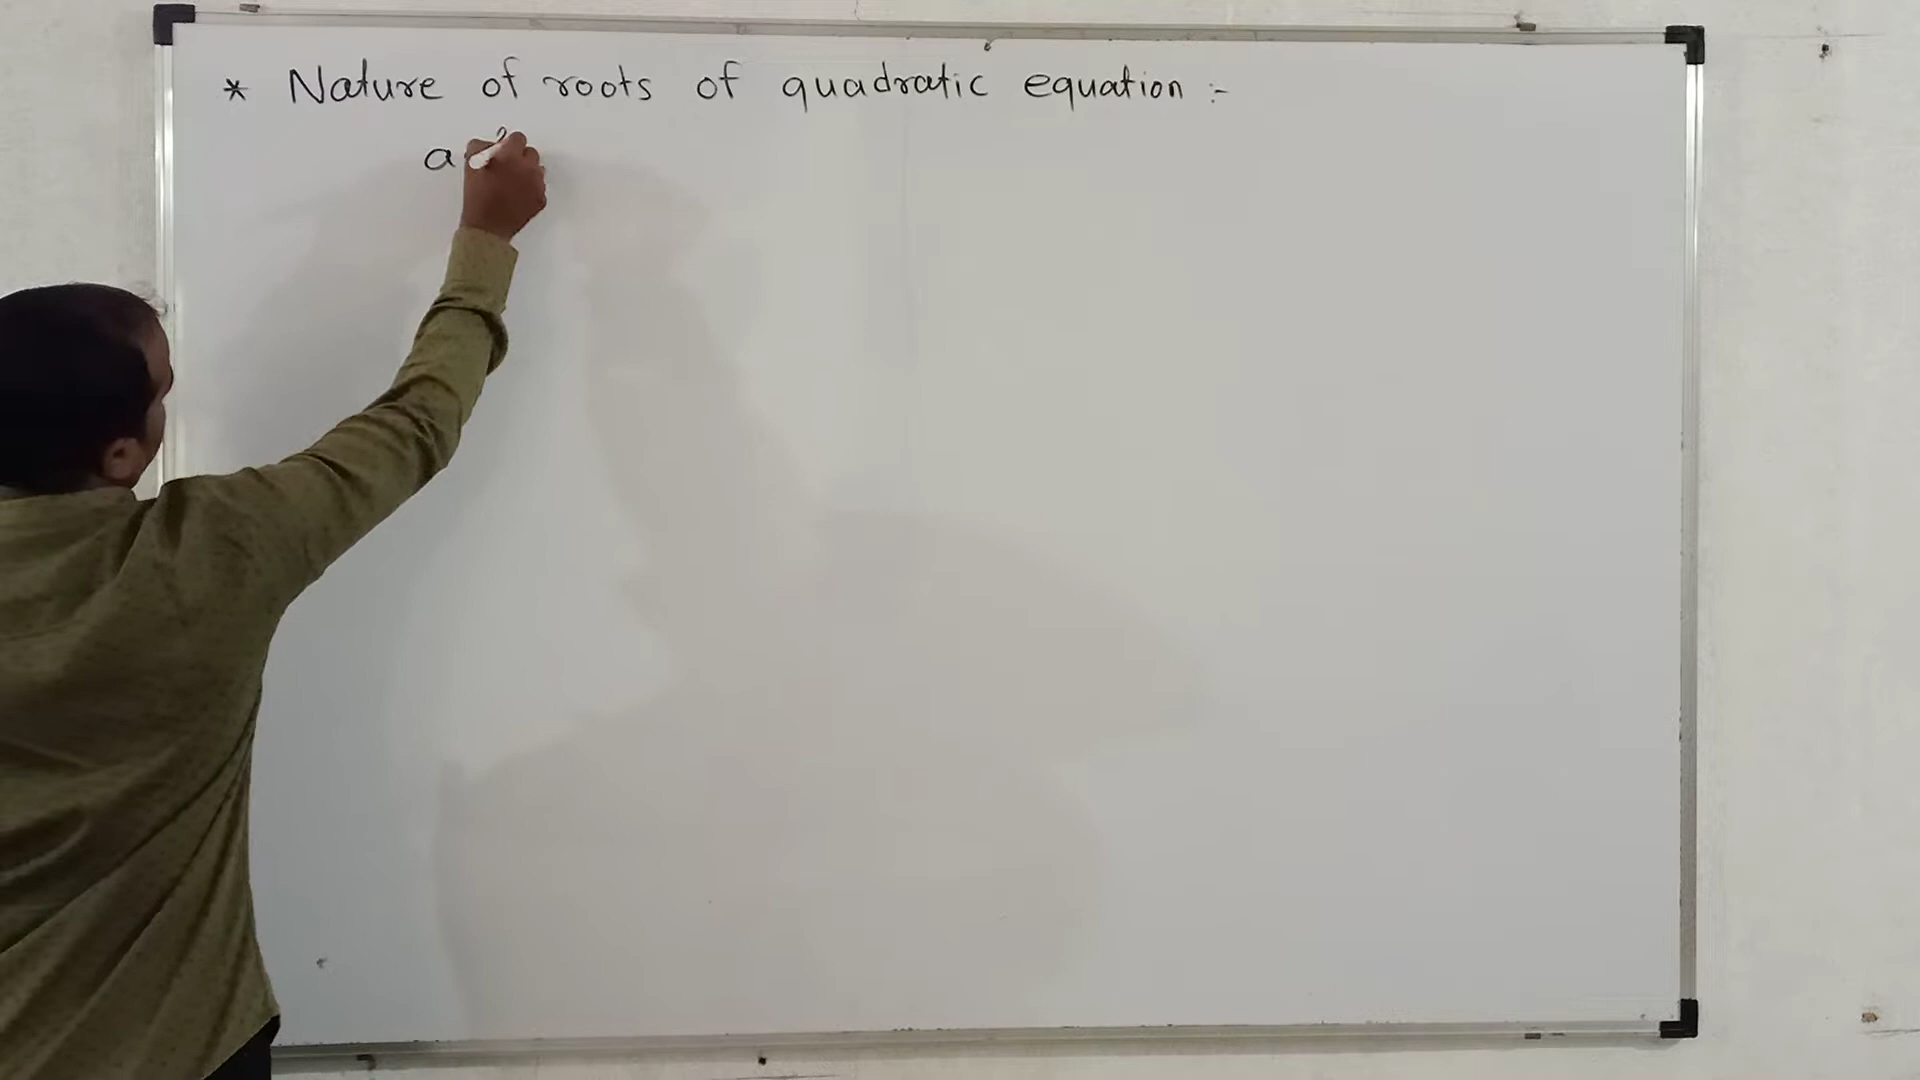 * Nature of roots of quadratic equation :-
a